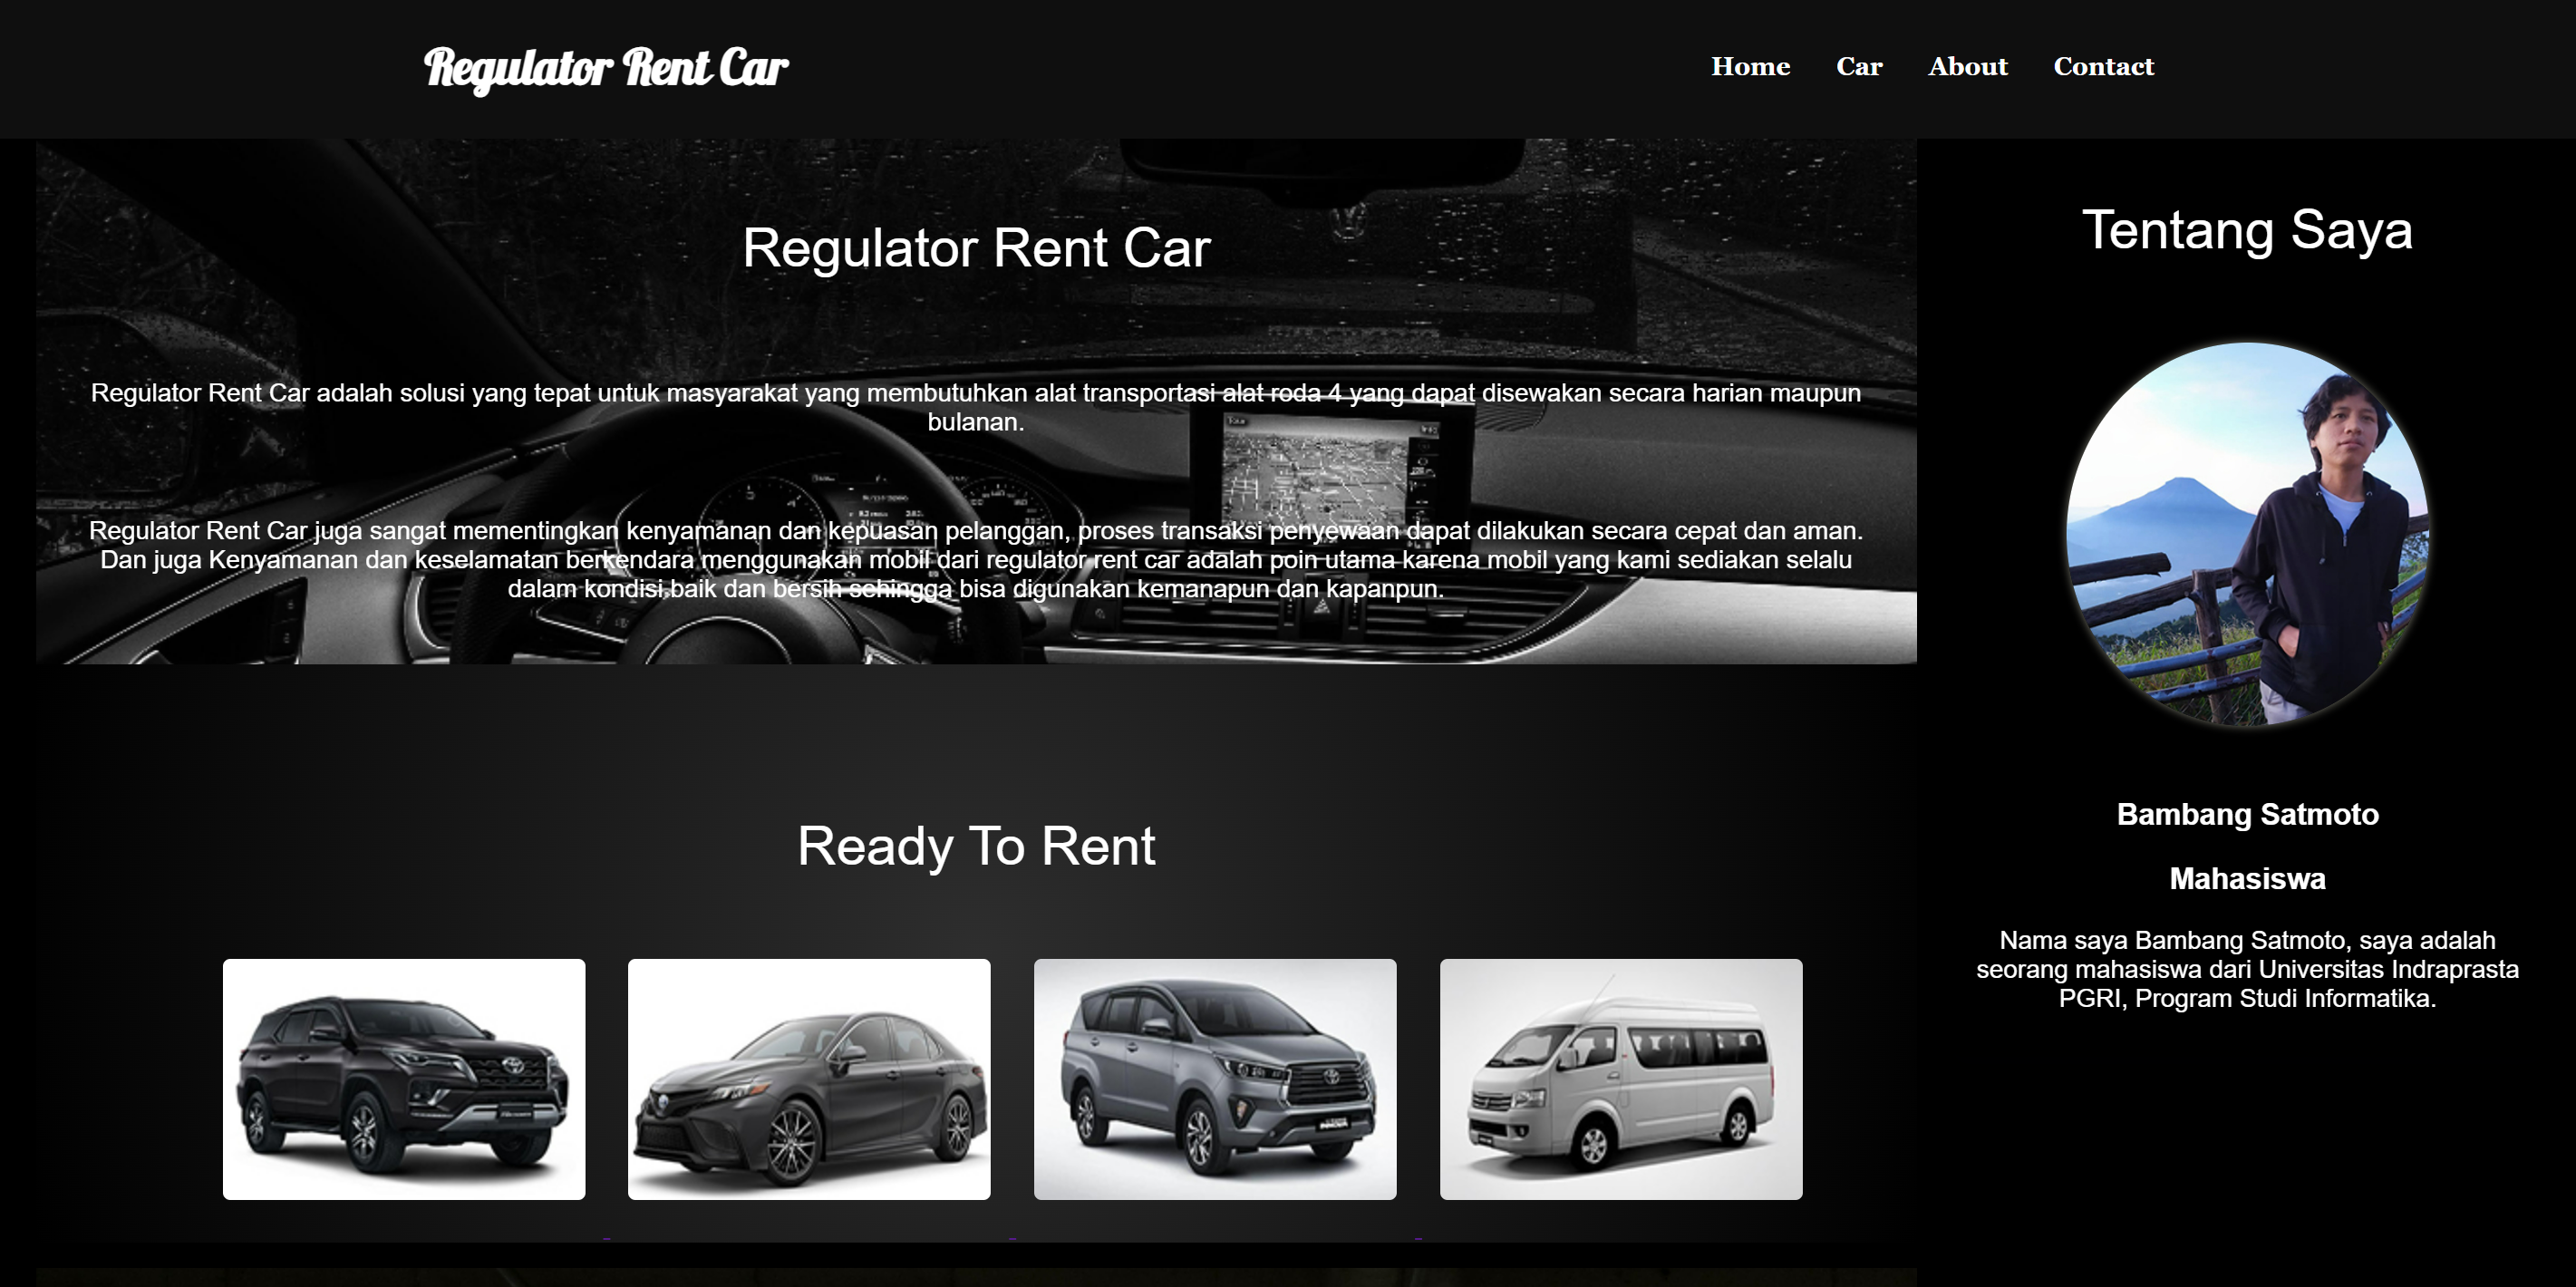 Regulator Rent Car
Home
Car
About
Contact
Regulator Rent Car
Regulator Rent Car adalah solusi yang tepat untuk masyarakat yang membutuhkan alat transportasi alat roda 4 yang dapat disewakan secara harian maupun
bulanan.
Regulator Rent Car juga sangat mementingkan kenyamanan dan kepuasan pelanggan, proses transaksi penyewaan dapat dilakukan secara cepat dan aman.
Dan juga Kenyamanan dan keselamatan berkendara menggunakan mobil dari regulator rent car adalah poin utama karena mobil yang kami sediakan selalu
dalam kondisi baik dan bersih sehingga bisa digunakan kemanapun dan kapanpun.
Ready To Rent
Tentang Saya
Bambang Satmoto
Mahasiswa
Nama saya Bambang Satmoto, saya adalah
seorang mahasiswa dari Universitas Indraprasta
PGRI, Program Studi Informatika.